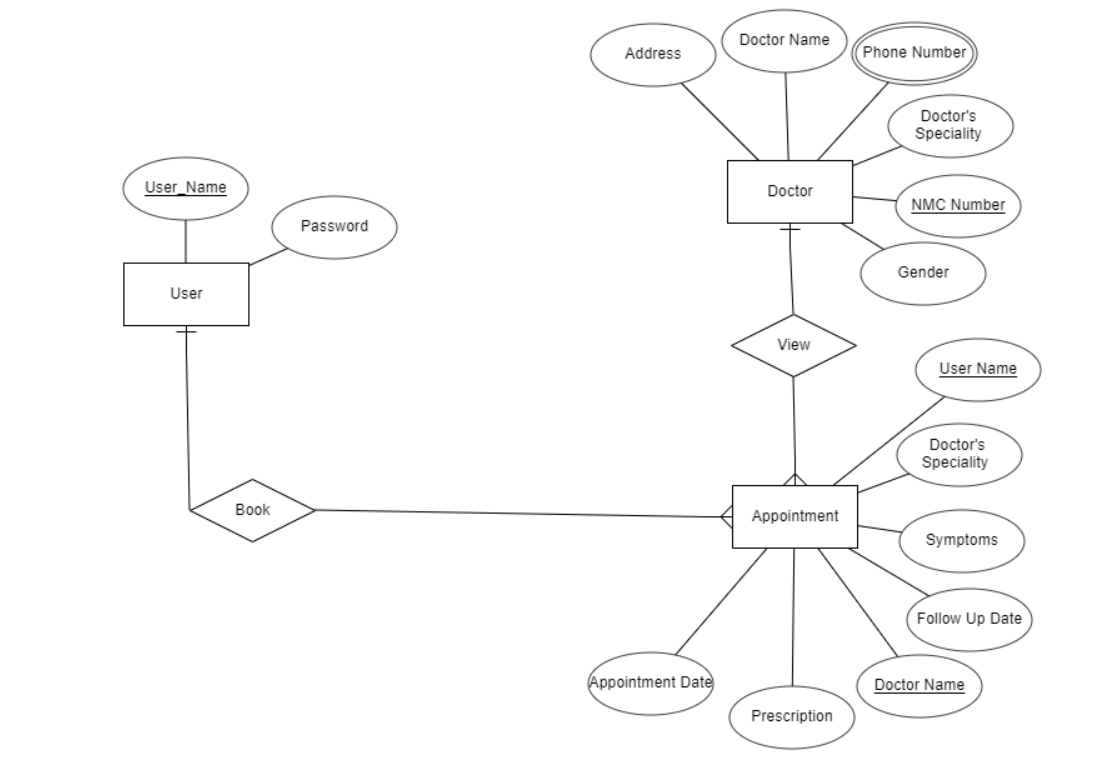 Doctor Name
Address
Phone Number
Doctor's
Speciality
User_Name
Doctor
NMC Number
Password
Gender
User
View
User Name
Doctor's
Speciality
Book
Appointment
Symptoms
Follow Up Date
Appointment Date
Doctor Name
Prescription